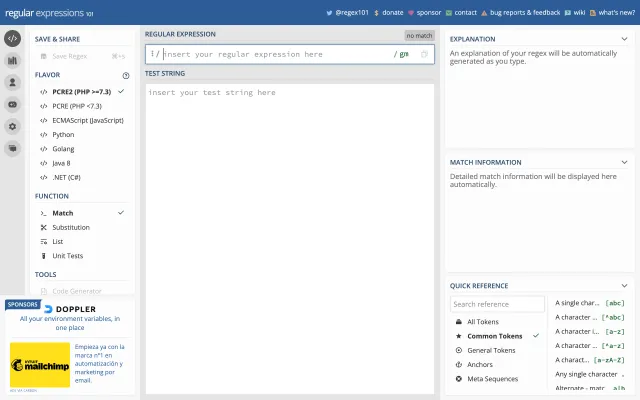 regular expressions 101
@regex101
$ donate
sponsor
contact
bug reports & feedback
wiki
what's new?
SAVE & SHARE
Save Regex
⌘+s
FLAVOR
</> PCRE2 (PHP >=7.3)
</> PCRE (PHP <7.3)
</> ECMAScript (JavaScript)
</> Python
</> Golang
</> Java 8
</> .NET (C#)
FUNCTION
Match
Substitution
List
Unit Tests
TOOLS
Code Generator
SPONSORS
DOPPLER
All your environment variables, in
one place
intuit
mailchimp
Empieza ya con la
marca n°1 en
automatización y
marketing por
email.
ADS VIA CARBON
REGULAR EXPRESSION
no match
/ insert your regular expression here
/ gm
TEST STRING
insert your test string here
EXPLANATION
An explanation of your regex will be automatically
generated as you type.
MATCH INFORMATION
Detailed match information will be displayed here
automatically.
QUICK REFERENCE
Search reference
All Tokens
Common Tokens
General Tokens
Anchors
Meta Sequences
A single char... [abc]
A character ... [^abc]
A character i... [a-z]
A character ... [^a-z]
A charact... [a-zA-Z]
Any single character .
Alternate - matc... a|b